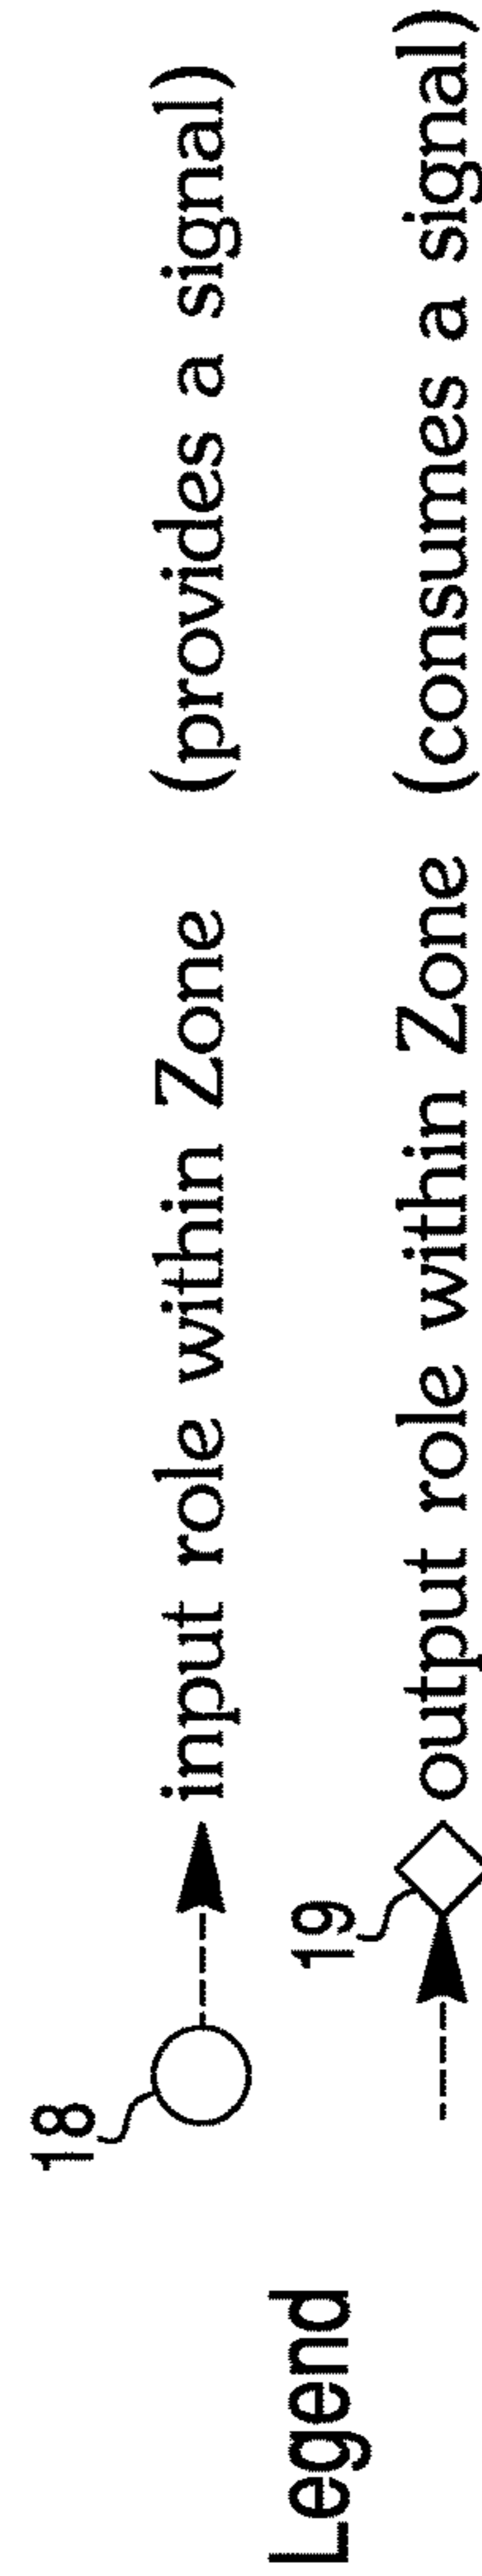 18
input role within Zone (provides a signal)
Legend
19
output role within Zone (consumes a signal)